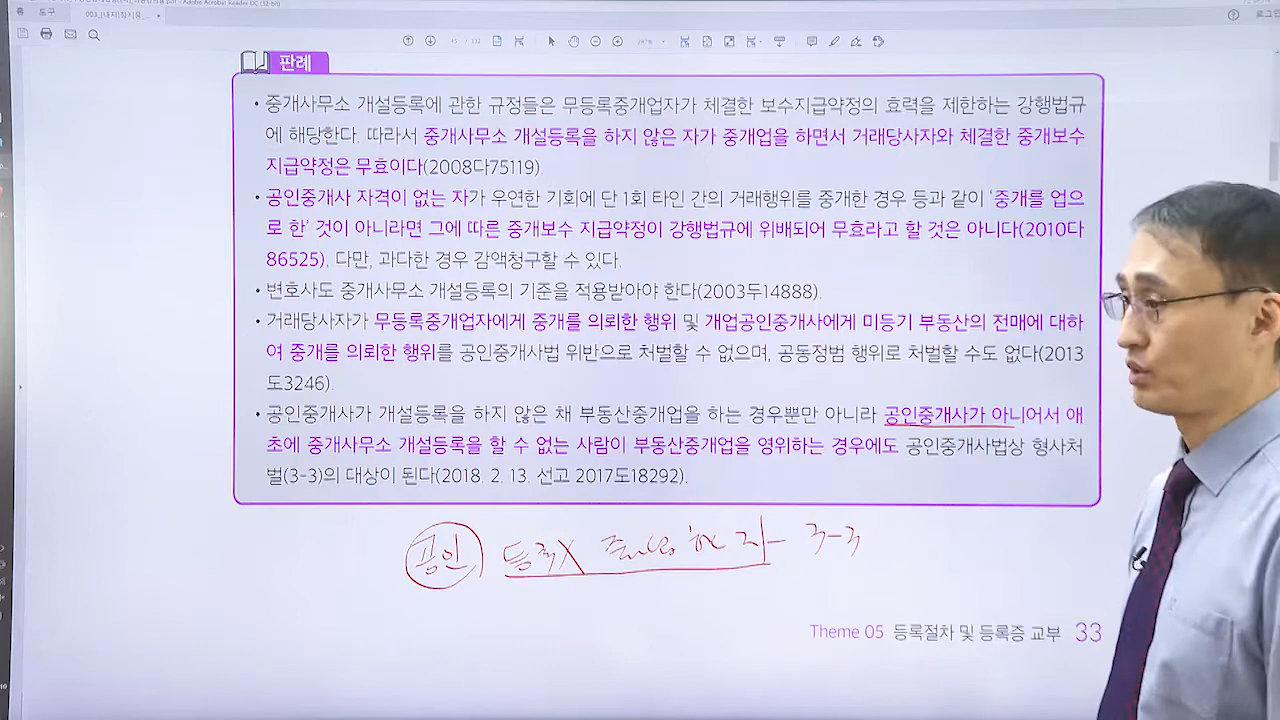 도구
판례
• 중개사무소 개설등록에 관한 규정들은 무등록중개업자가 체결한 보수지급약정의 효력을 제한하는 강행법규
에 해당한다. 따라서 중개사무소 개설등록을 하지 않은 자가 중개업을 하면서 거래당사자와 체결한 중개보수
지급약정은 무효이다(2008다75119)
• 공인중개사 자격이 없는 자가 우연한 기회에 단 1회 타인 간의 거래행위를 중개한 경우 등과 같이 ‘중개를 업으
로 한’ 것이 아니라면 그에 따른 중개보수 지급약정이 강행법규에 위배되어 무효라고 할 것은 아니다(2010다
86525). 다만, 과다한 경우 감액청구할 수 있다.
• 변호사도 중개사무소 개설등록의 기준을 적용받아야 한다(2003두14888).
• 거래당사자가 무등록중개업자에게 중개를 의뢰한 행위 및 개업공인중개사에게 미등기 부동산의 전매에 대하
여 중개를 의뢰한 행위를 공인중개사법 위반으로 처벌할 수 없으며, 공동정범 행위로 처벌할 수도 없다(2013
도3246).
• 공인중개사가 개설등록을 하지 않은 채 부동산중개업을 하는 경우뿐만 아니라 공인중개사가 아니어서 애
초에 중개사무소 개설등록을 할 수 없는 사람이 부동산중개업을 영위하는 경우에도 공인중개사법상 형사처
벌(3-3)의 대상이 된다(2018. 2. 13. 선고 2017도18292).
공인 등록X 한 자 - 3-3
Theme 05 등록절차 및 등록증 교부 33